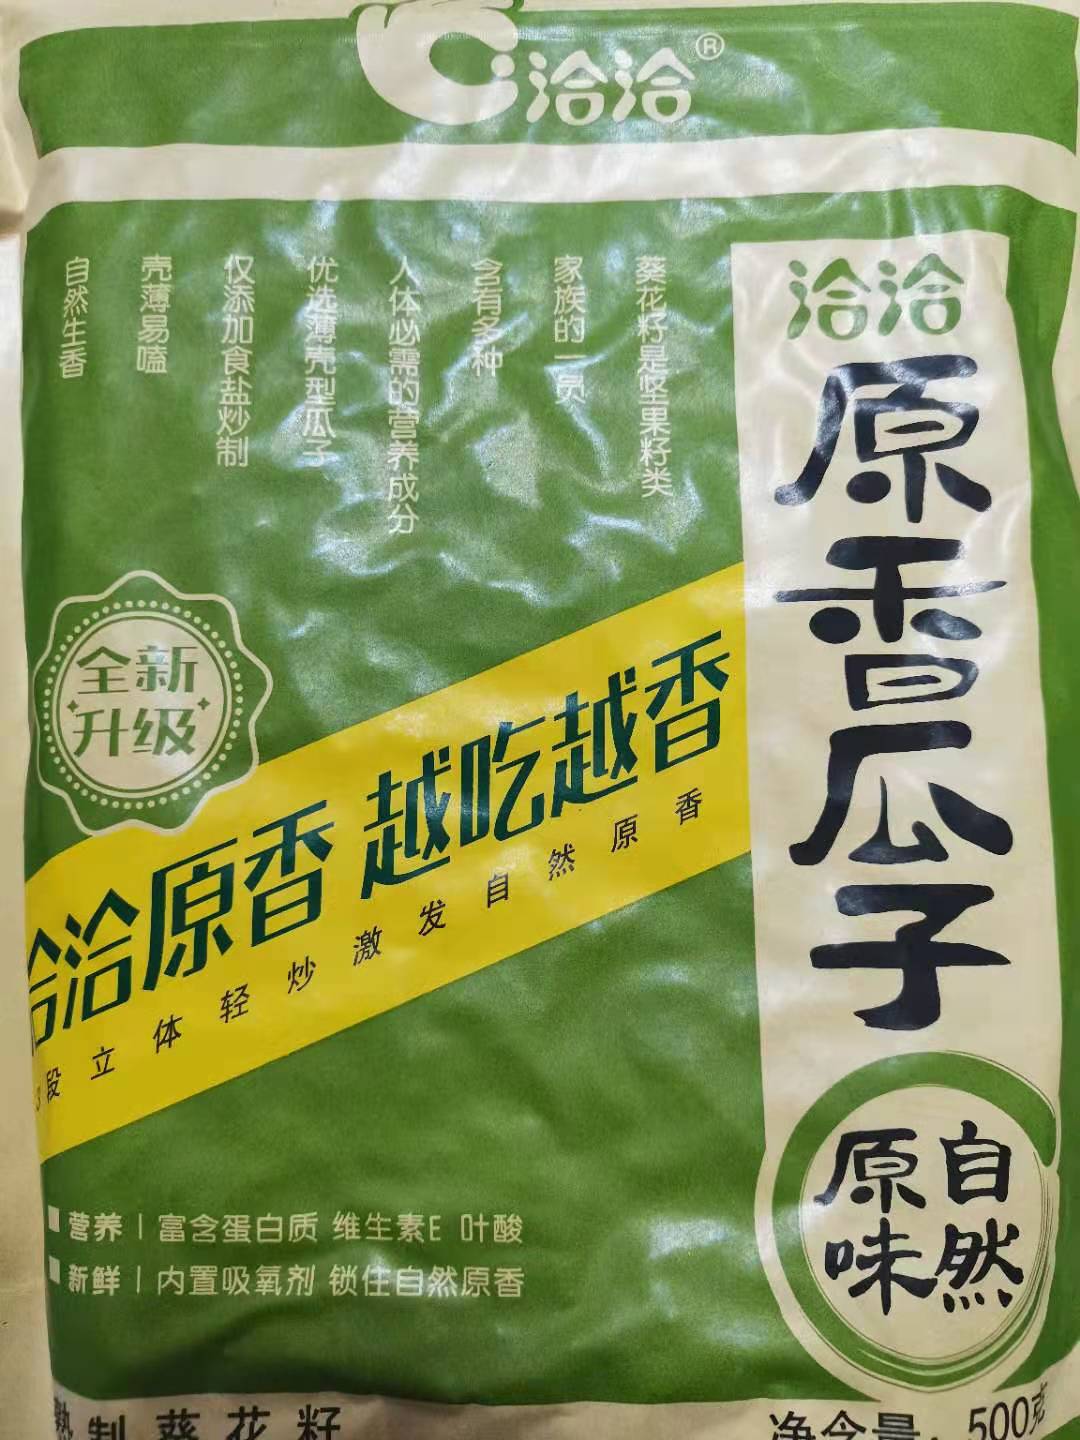 洽洽®
葵花籽是坚果籽类
家族的一员
含有多种
人体必需的营养成分
优选薄壳型瓜子
仅添加食盐炒制
壳薄易嗑
自然生香
洽洽
原香瓜子
自然
原味
全新
升级
洽洽原香 越吃越香
3段立体轻炒激发自然原香
营养 | 富含蛋白质 维生素E 叶酸
新鲜 | 内置吸氧剂 锁住自然原香
熟制葵花籽
净含量：500克